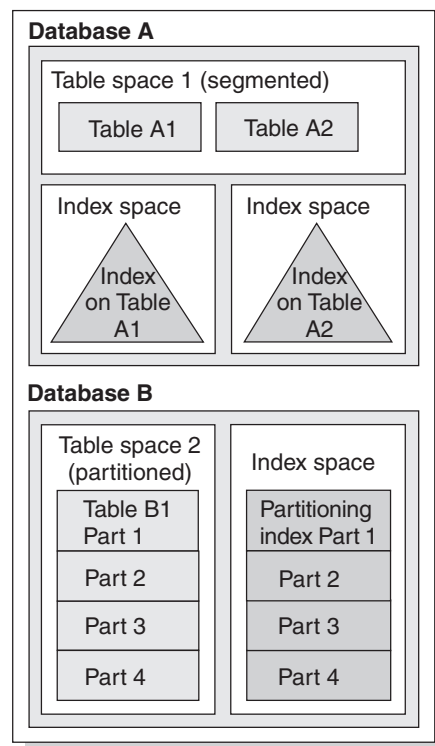 Database A
Table space 1 (segmented)
Table A1
Table A2
Index space
Index
on Table
A1
Index space
Index
on Table
A2
Database B
Table space 2
(partitioned)
Table B1
Part 1
Part 2
Part 3
Part 4
Index space
Partitioning
index Part 1
Part 2
Part 3
Part 4